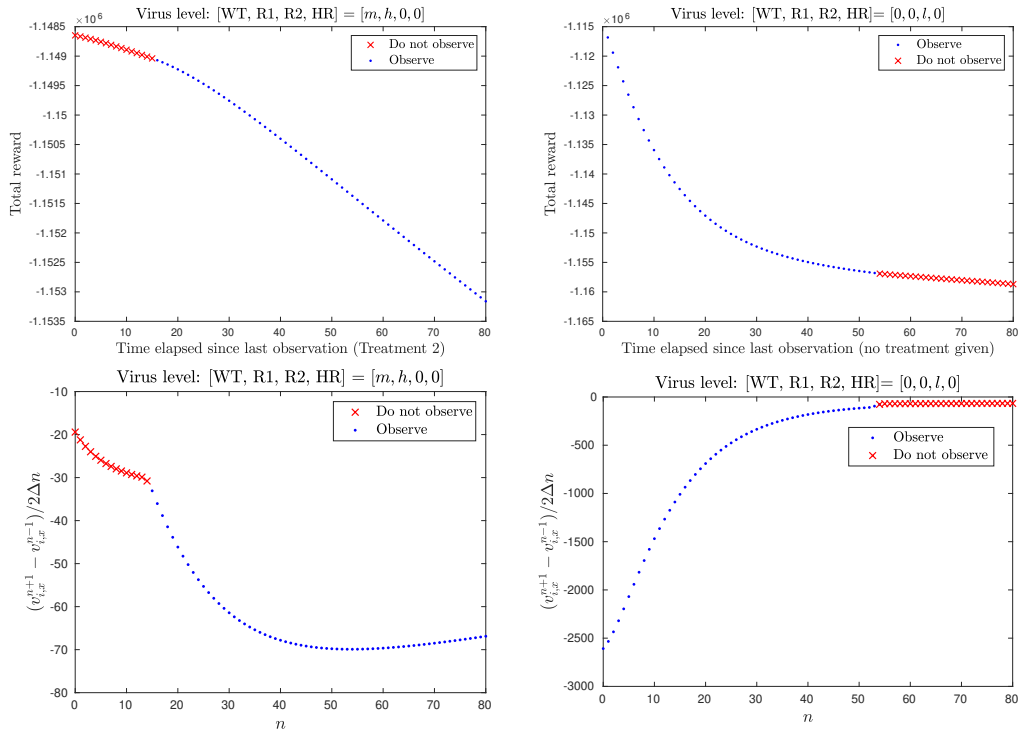 Virus level: [WT, R1, R2, HR] = [m, h, 0, 0]
×10⁶
-1.1485
-1.149
-1.1495
-1.15
-1.1505
-1.151
-1.1515
-1.152
-1.1525
-1.153
-1.1535
Total reward
Do not observe
Observe
0 10 20 30 40 50 60 70 80
Time elapsed since last observation (Treatment 2)
Virus level: [WT, R1, R2, HR]= [0, 0, l, 0]
×10⁶
-1.115
-1.12
-1.125
-1.13
-1.135
-1.14
-1.145
-1.15
-1.155
-1.16
-1.165
Total reward
Observe
Do not observe
0 10 20 30 40 50 60 70 80
Time elapsed since last observation (no treatment given)
Virus level: [WT, R1, R2, HR] = [m, h, 0, 0]
-10
-20
-30
-40
-50
-60
-70
-80
(v_{i,x}^{n+1} − v_{i,x}^{n−1})/2Δn
Do not observe
Observe
0 10 20 30 40 50 60 70 80
n
Virus level: [WT, R1, R2, HR]= [0, 0, l, 0]
0
-500
-1000
-1500
-2000
-2500
-3000
(v_{i,x}^{n+1} − v_{i,x}^{n−1})/2Δn
Observe
Do not observe
0 10 20 30 40 50 60 70 80
n